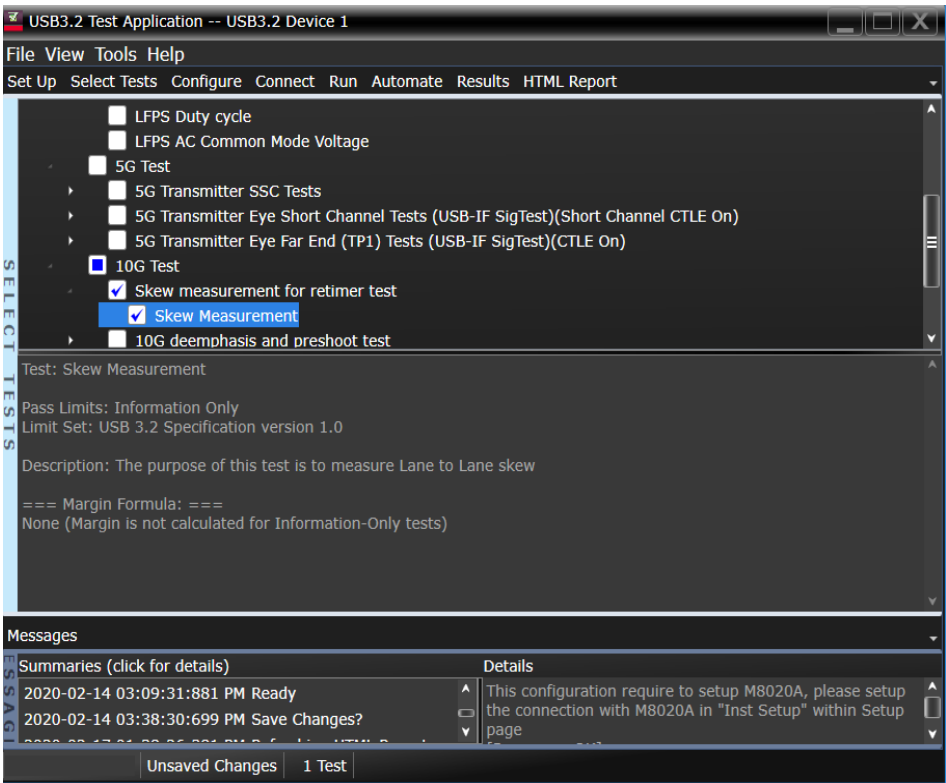 USB3.2 Test Application -- USB3.2 Device 1
File View Tools Help
Set Up Select Tests Configure Connect Run Automate Results HTML Report
LFPS Duty cycle
LFPS AC Common Mode Voltage
5G Test
5G Transmitter SSC Tests
5G Transmitter Eye Short Channel Tests (USB-IF SigTest)(Short Channel CTLE On)
5G Transmitter Eye Far End (TP1) Tests (USB-IF SigTest)(CTLE On)
10G Test
Skew measurement for retimer test
Skew Measurement
10G deemphasis and preshoot test
SELECT TESTS
Test: Skew Measurement
Pass Limits: Information Only
Limit Set: USB 3.2 Specification version 1.0
Description: The purpose of this test is to measure Lane to Lane skew
=== Margin Formula: ===
None (Margin is not calculated for Information-Only tests)
Messages
Summaries (click for details)
2020-02-14 03:09:31:881 PM Ready
2020-02-14 03:38:30:699 PM Save Changes?
Details
This configuration require to setup M8020A, please setup
the connection with M8020A in "Inst Setup" within Setup
page
Unsaved Changes 1 Test